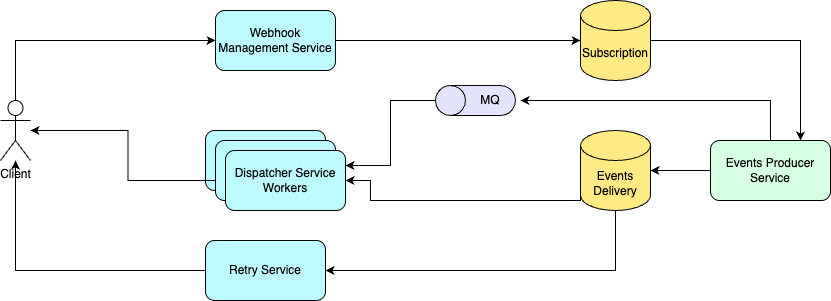 Webhook
Management Service
Subscription
MQ
Client
Dispatcher Service
Workers
Events
Delivery
Events Producer
Service
Retry Service